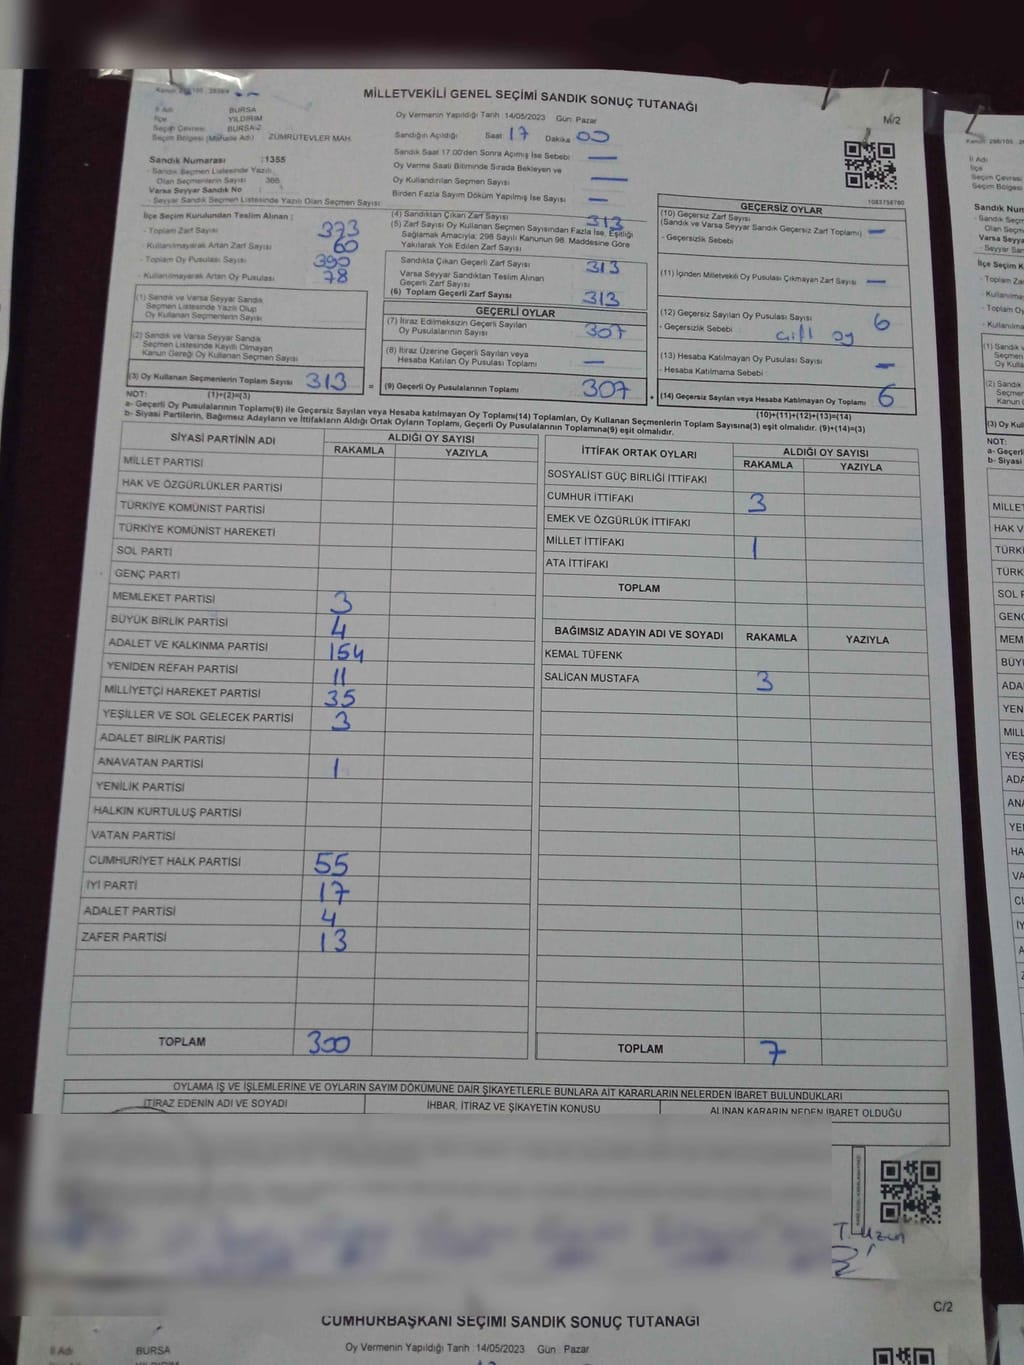 MİLLETVEKİLİ GENEL SEÇİMİ SANDIK SONUÇ TUTANAĞI
M/2
İl Adı BURSA
İlçe YILDIRIM
Seçim Çevresi BURSA-2
Seçim Bölgesi (Mahalle Adı) ZÜMRÜTEVLER MAH.
Oy Vermenin Yapıldığı Tarih 14/05/2023 Gün Pazar
Sandığın Açıldığı Saat 17 Dakika 00
Sandık Saat 17.00'den Sonra Açılmış İse Sebebi —
Oy Verme Saati Bitiminde Sırada Bekleyen ve
Oy Kullandırılan Seçmen Sayısı —
Birden Fazla Sayım Döküm Yapılmış İse Sayısı —
Sandık Numarası :1355
- Sandık Seçmen Listesinde Yazılı
Olan Seçmenlerin Sayısı 366
Varsa Seyyar Sandık No :
- Seyyar Sandık Seçmen Listesinde Yazılı Olan Seçmen Sayısı:
İlçe Seçim Kurulundan Teslim Alınan :
- Toplam Zarf Sayısı 373
- Kullanılmayarak Artan Zarf Sayısı 60
- Toplam Oy Pusulası Sayısı 390
- Kullanılmayarak Artan Oy Pusulası 78
(1) Sandık ve Varsa Seyyar Sandık
Seçmen Listesinde Yazılı Olup
Oy Kullanan Seçmenlerin Sayısı
(2) Sandık ve Varsa Seyyar Sandık
Seçmen Listesinde Kayıtlı Olmayan
Kanun Gereği Oy Kullanan Seçmen Sayısı
(3) Oy Kullanan Seçmenlerin Toplam Sayısı 313 =
(1)+(2)=(3)
(4) Sandıktan Çıkan Zarf Sayısı 313
(5) Zarf Sayısı Oy Kullanan Seçmen Sayısından Fazla İse, Eşitliği
Sağlamak Amacıyla; 298 Sayılı Kanunun 98. Maddesine Göre
Yakılarak Yok Edilen Zarf Sayısı
Sandıkta Çıkan Geçerli Zarf Sayısı 313
Varsa Seyyar Sandıktan Teslim Alınan
Geçerli Zarf Sayısı
(6) Toplam Geçerli Zarf Sayısı 313
GEÇERLİ OYLAR
(7) İtiraz Edilmeksizin Geçerli Sayılan
Oy Pusulalarının Sayısı 307
(8) İtiraz Üzerine Geçerli Sayılan veya
Hesaba Katılan Oy Pusulası Toplamı —
(9) Geçerli Oy Pusulalarının Toplamı 307 +
1083758760
GEÇERSİZ OYLAR
(10) Geçersiz Zarf Sayısı
(Sandık ve Varsa Seyyar Sandık Geçersiz Zarf Toplamı) —
- Geçersizlik Sebebi
(11) İçinden Milletvekili Oy Pusulası Çıkmayan Zarf Sayısı —
(12) Geçersiz Sayılan Oy Pusulası Sayısı 6
- Geçersizlik Sebebi çift oy
(13) Hesaba Katılmayan Oy Pusulası Sayısı —
- Hesaba Katılmama Sebebi
(14) Geçersiz Sayılan veya Hesaba Katılmayan Oy Toplamı 6
(10)+(11)+(12)+(13)=(14)
NOT:
a- Geçerli Oy Pusulalarının Toplamı(9) ile Geçersiz Sayılan veya Hesaba katılmayan Oy Toplamı(14) Toplamları, Oy Kullanan Seçmenlerin Toplam Sayısına(3) eşit olmalıdır. (9)+(14)=(3)
b- Siyasi Partilerin, Bağımsız Adayların ve İttifakların Aldığı Ortak Oyların Toplamı, Geçerli Oy Pusulalarının Toplamına(9) eşit olmalıdır.
SİYASİ PARTİNİN ADI ALDIĞI OY SAYISI
RAKAMLA YAZIYLA
MİLLET PARTİSİ
HAK VE ÖZGÜRLÜKLER PARTİSİ
TÜRKİYE KOMÜNİST PARTİSİ
TÜRKİYE KOMÜNİST HAREKETİ
SOL PARTİ
GENÇ PARTİ
MEMLEKET PARTİSİ 3
BÜYÜK BİRLİK PARTİSİ 4
ADALET VE KALKINMA PARTİSİ 154
YENİDEN REFAH PARTİSİ 11
MİLLİYETÇİ HAREKET PARTİSİ 35
YEŞİLLER VE SOL GELECEK PARTİSİ 3
ADALET BİRLİK PARTİSİ
ANAVATAN PARTİSİ 1
YENİLİK PARTİSİ
HALKIN KURTULUŞ PARTİSİ
VATAN PARTİSİ
CUMHURİYET HALK PARTİSİ 55
İYİ PARTİ 17
ADALET PARTİSİ 4
ZAFER PARTİSİ 13
TOPLAM 300
İTTİFAK ORTAK OYLARI ALDIĞI OY SAYISI
RAKAMLA YAZIYLA
SOSYALİST GÜÇ BİRLİĞİ İTTİFAKI
CUMHUR İTTİFAKI 3
EMEK VE ÖZGÜRLÜK İTTİFAKI
MİLLET İTTİFAKI 1
ATA İTTİFAKI
TOPLAM
BAĞIMSIZ ADAYIN ADI VE SOYADI RAKAMLA YAZIYLA
KEMAL TÜFENK
SALİCAN MUSTAFA 3
TOPLAM 7
OYLAMA İŞ VE İŞLEMLERİNE VE OYLARIN SAYIM DÖKÜMÜNE DAİR ŞİKAYETLERLE BUNLARA AİT KARARLARIN NELERDEN İBARET BULUNDUKLARI
İTİRAZ EDENİN ADI VE SOYADI İHBAR, İTİRAZ VE ŞİKAYETİN KONUSU ALINAN KARARIN NEDEN İBARET OLDUĞU
T. Uzun
C/2
CUMHURBAŞKANI SEÇİMİ SANDIK SONUÇ TUTANAĞI
İl Adı BURSA
Oy Vermenin Yapıldığı Tarih 14/05/2023 Gün Pazar